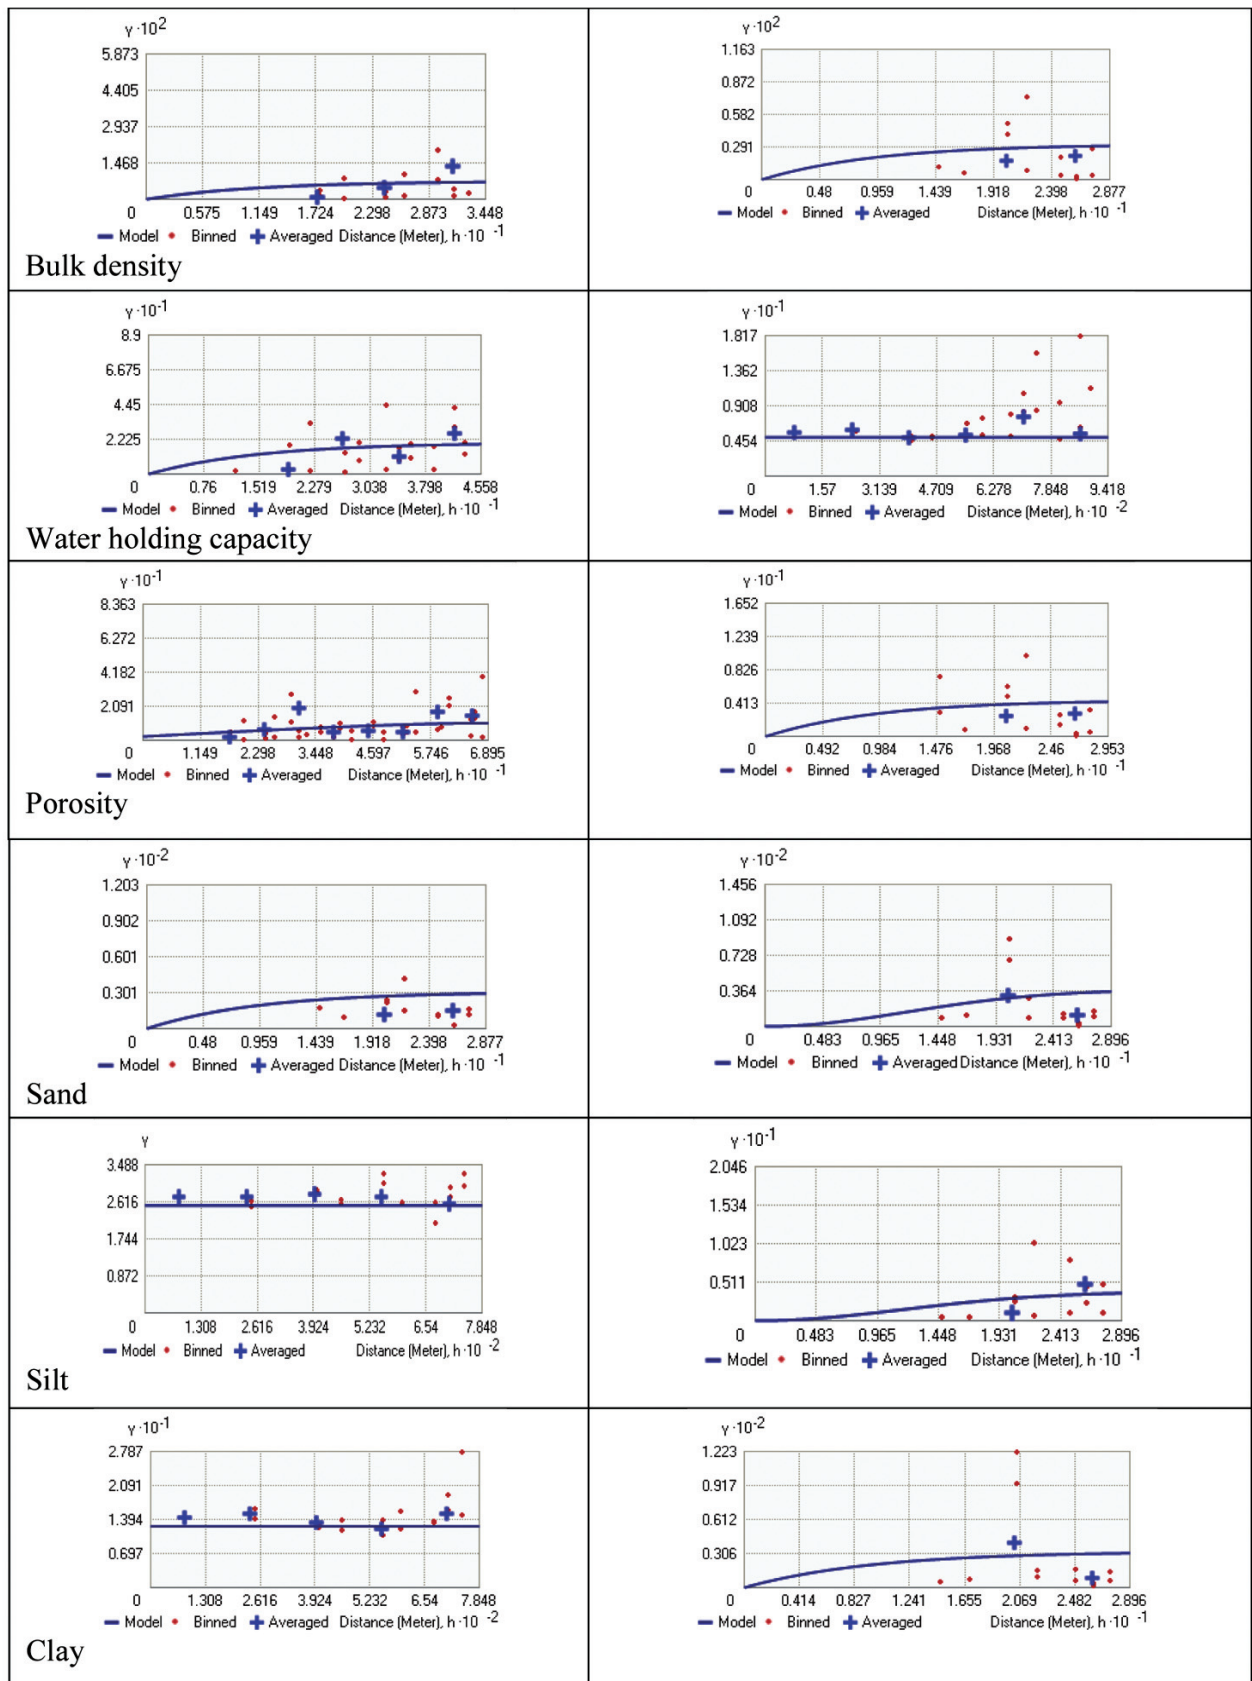 γ·10²
5.873
4.405
2.937
1.468
0 0.575 1.149 1.724 2.298 2.873 3.448
Model Binned Averaged Distance (Meter), h·10 -1
Bulk density
γ·10²
1.163
0.872
0.582
0.291
0 0.48 0.959 1.439 1.918 2.398 2.877
Model Binned Averaged Distance (Meter), h·10 -1
γ·10-1
8.9
6.675
4.45
2.225
0 0.76 1.519 2.279 3.038 3.798 4.558
Model Binned Averaged Distance (Meter), h·10 -1
Water holding capacity
γ·10-1
1.817
1.362
0.908
0.454
0 1.57 3.139 4.709 6.278 7.848 9.418
Model Binned Averaged Distance (Meter), h·10 -2
γ·10-1
8.363
6.272
4.182
2.091
0 1.149 2.298 3.448 4.597 5.746 6.895
Model Binned Averaged Distance (Meter), h·10 -1
Porosity
γ·10-1
1.652
1.239
0.826
0.413
0 0.492 0.984 1.476 1.968 2.46 2.953
Model Binned Averaged Distance (Meter), h·10 -1
γ·10-2
1.203
0.902
0.601
0.301
0 0.48 0.959 1.439 1.918 2.398 2.877
Model Binned Averaged Distance (Meter), h·10 -1
Sand
γ·10-2
1.456
1.092
0.728
0.364
0 0.483 0.965 1.448 1.931 2.413 2.896
Model Binned Averaged Distance (Meter), h·10 -1
γ
3.488
2.616
1.744
0.872
0 1.308 2.616 3.924 5.232 6.54 7.848
Model Binned Averaged Distance (Meter), h·10 -2
Silt
γ·10-1
2.046
1.534
1.023
0.511
0 0.483 0.965 1.448 1.931 2.413 2.896
Model Binned Averaged Distance (Meter), h·10 -1
γ·10-1
2.787
2.091
1.394
0.697
0 1.308 2.616 3.924 5.232 6.54 7.848
Model Binned Averaged Distance (Meter), h·10 -2
Clay
γ·10-2
1.223
0.917
0.612
0.306
0 0.414 0.827 1.241 1.655 2.069 2.482 2.896
Model Binned Averaged Distance (Meter), h·10 -1